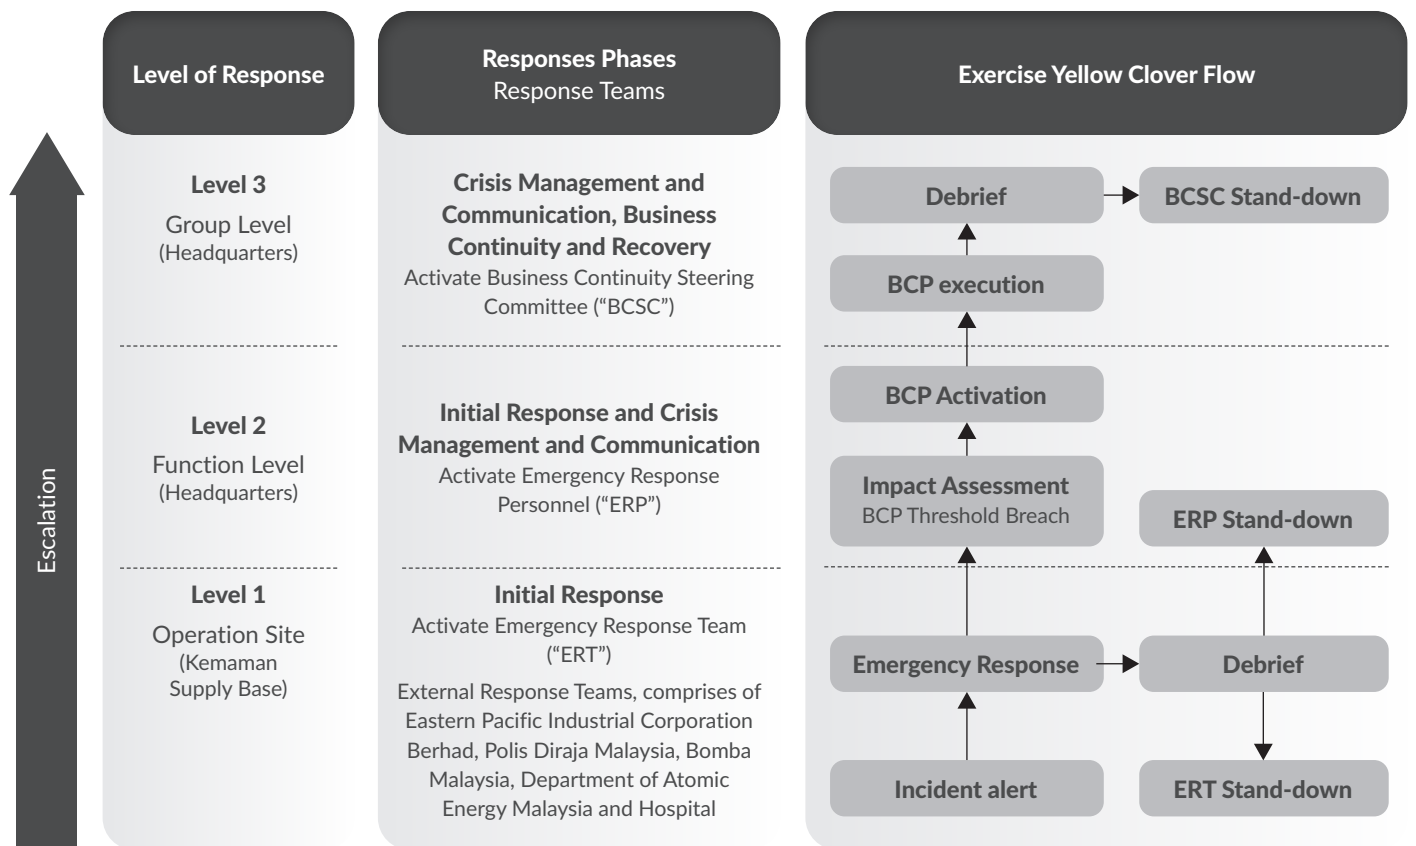 Level of Response
Responses Phases
Response Teams
Exercise Yellow Clover Flow
Escalation
Level 3
Group Level
(Headquarters)
Crisis Management and
Communication, Business
Continuity and Recovery
Activate Business Continuity Steering
Committee (“BCSC”)
Debrief
BCSC Stand-down
BCP execution
Level 2
Function Level
(Headquarters)
Initial Response and Crisis
Management and Communication
Activate Emergency Response
Personnel (“ERP”)
BCP Activation
Impact Assessment
BCP Threshold Breach
ERP Stand-down
Level 1
Operation Site
(Kemaman
Supply Base)
Initial Response
Activate Emergency Response Team
(“ERT”)
External Response Teams, comprises of
Eastern Pacific Industrial Corporation
Berhad, Polis Diraja Malaysia, Bomba
Malaysia, Department of Atomic
Energy Malaysia and Hospital
Emergency Response
Debrief
Incident alert
ERT Stand-down